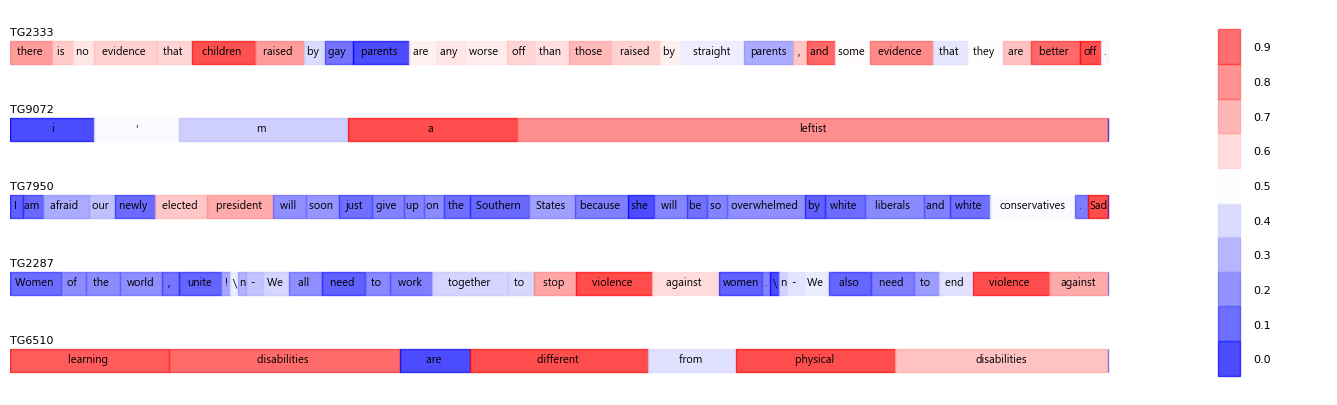 TG2333
there is no evidence that children raised by gay parents are any worse off than those raised by straight parents , and some evidence that they are better off .
TG9072
i ' m a leftist
TG7950
I am afraid our newly elected president will soon just give up on the Southern States because she will be so overwhelmed by white liberals and white conservatives . Sad
TG2287
Women of the world , unite ! \ n - We all need to work together to stop violence against women . \ n - We also need to end violence against
TG6510
learning disabilities are different from physical disabilities
0.9
0.8
0.7
0.6
0.5
0.4
0.3
0.2
0.1
0.0